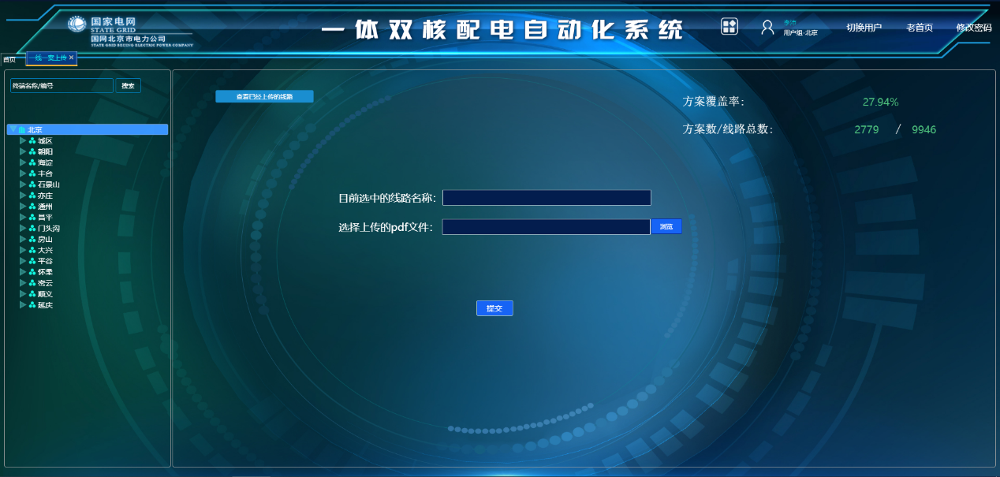 国家电网
STATE GRID
国网北京市电力公司
STATE GRID BEIJING ELECTRIC POWER COMPANY
一体双核配电自动化系统
李沛
用户组-北京
切换用户
老首页
修改密码
首页
一线一案上传 ×
终端名称/编号
搜索
北京
城区
朝阳
海淀
丰台
石景山
亦庄
通州
昌平
门头沟
房山
大兴
平谷
怀柔
密云
顺义
延庆
查看已经上传的线路
方案覆盖率: 27.94%
方案数/线路总数: 2779 / 9946
目前选中的线路名称:
选择上传的pdf文件:
浏览
提交